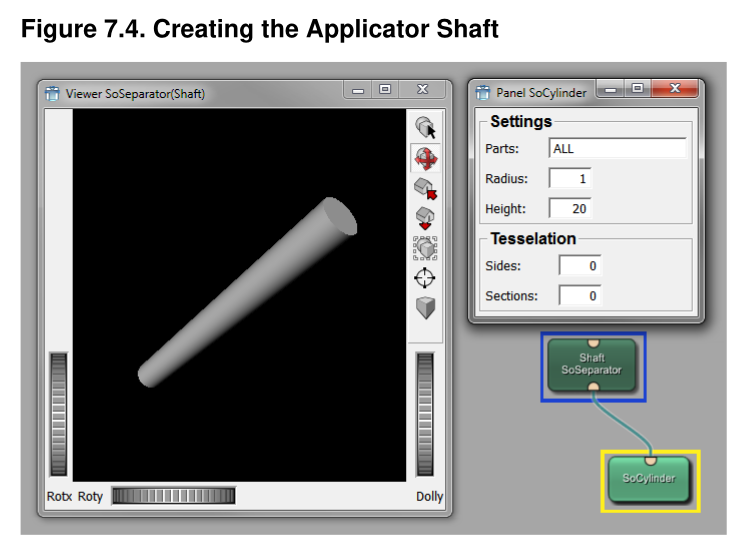 Figure 7.4. Creating the Applicator Shaft
Viewer SoSeparator(Shaft)
Rotx Roty
Dolly
Panel SoCylinder
Settings
Parts: ALL
Radius: 1
Height: 20
Tesselation
Sides: 0
Sections: 0
Shaft
SoSeparator
SoCylinder